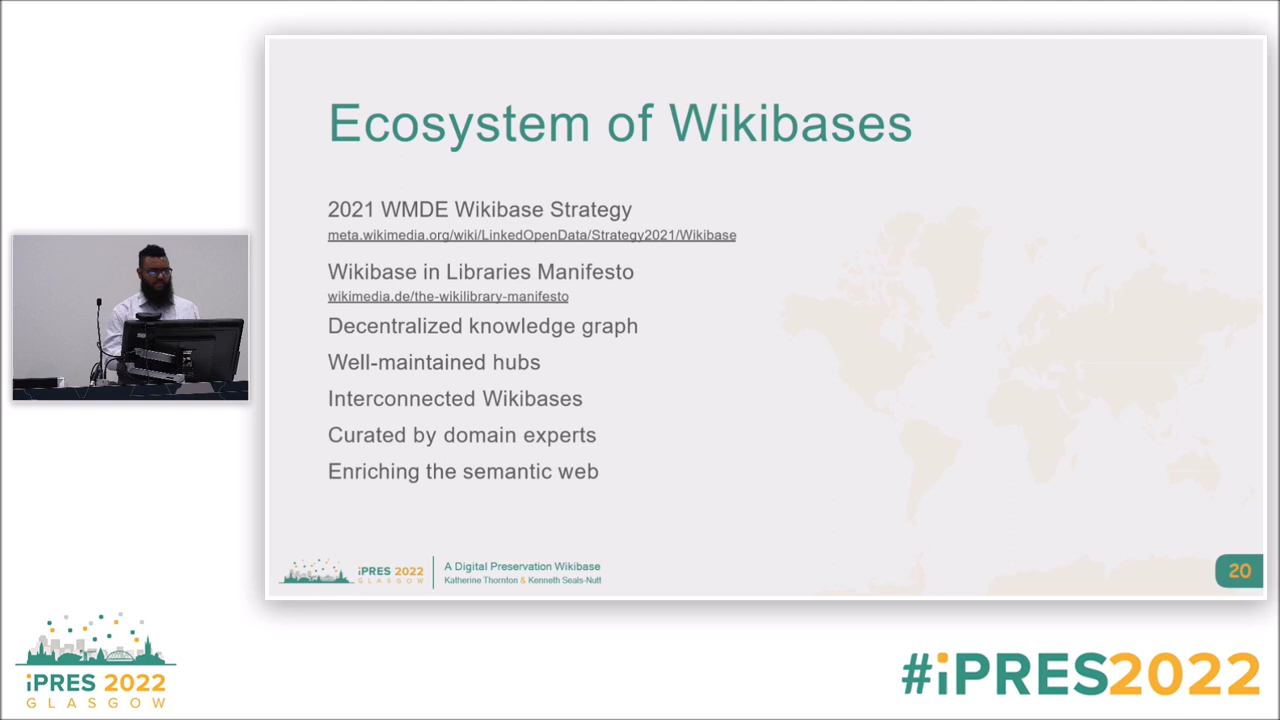 Ecosystem of Wikibases
2021 WMDE Wikibase Strategy
meta.wikimedia.org/wiki/LinkedOpenData/Strategy2021/Wikibase
Wikibase in Libraries Manifesto
wikimedia.de/the-wikilibrary-manifesto
Decentralized knowledge graph
Well-maintained hubs
Interconnected Wikibases
Curated by domain experts
Enriching the semantic web
iPRES 2022
GLASGOW
A Digital Preservation Wikibase
Katherine Thornton & Kenneth Seals-Nutt
20
iPRES 2022
GLASGOW
#iPRES2022